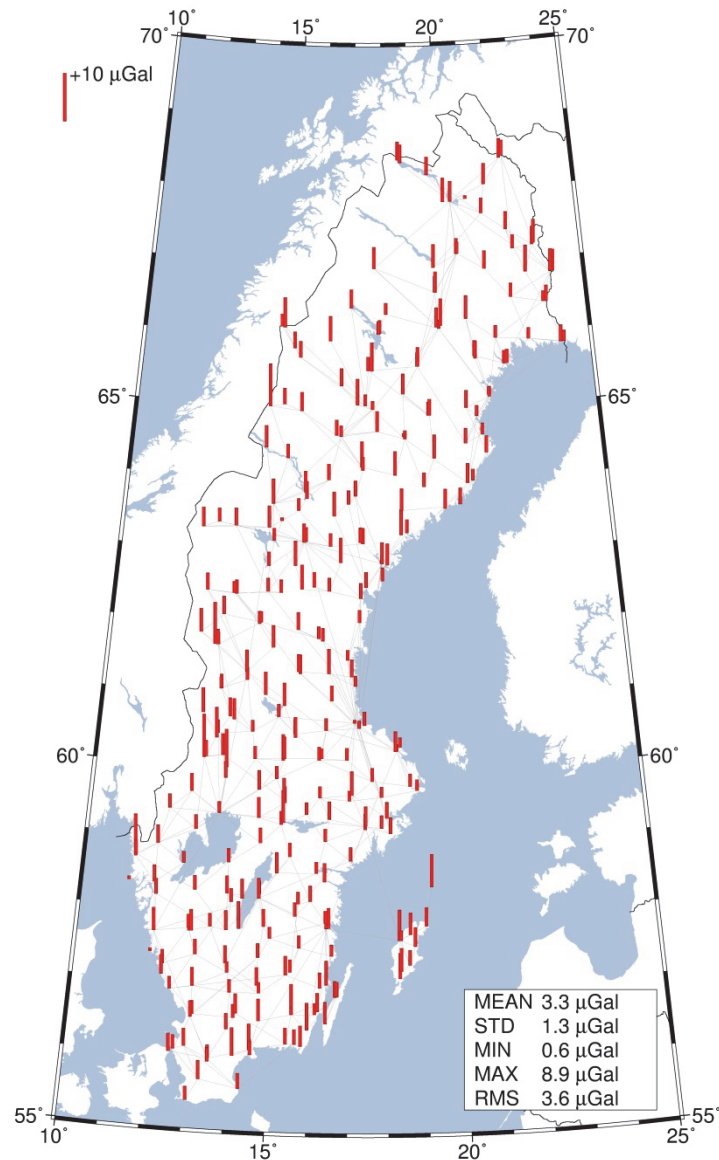 10° 20° 25°
70° 70°
+10 µGal
65° 65°
60° 60°
MEAN 3.3 µGal
STD 1.3 µGal
MIN 0.6 µGal
MAX 8.9 µGal
RMS 3.6 µGal
55° 55°
10° 15° 20° 25°